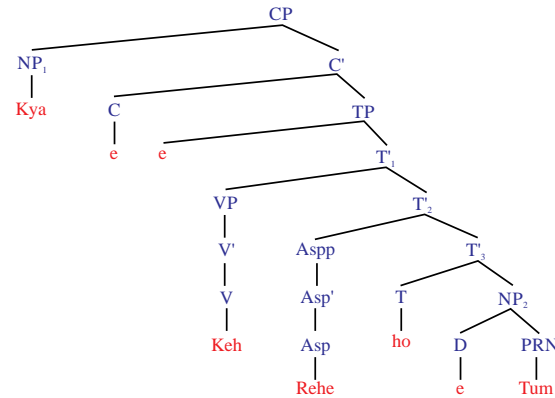 CP
NP₁ C'
Kya C TP
e e T'₁
VP T'₂
V' Aspp T'₃
V Asp' T NP₂
Keh Asp ho D PRN
Rehe e Tum